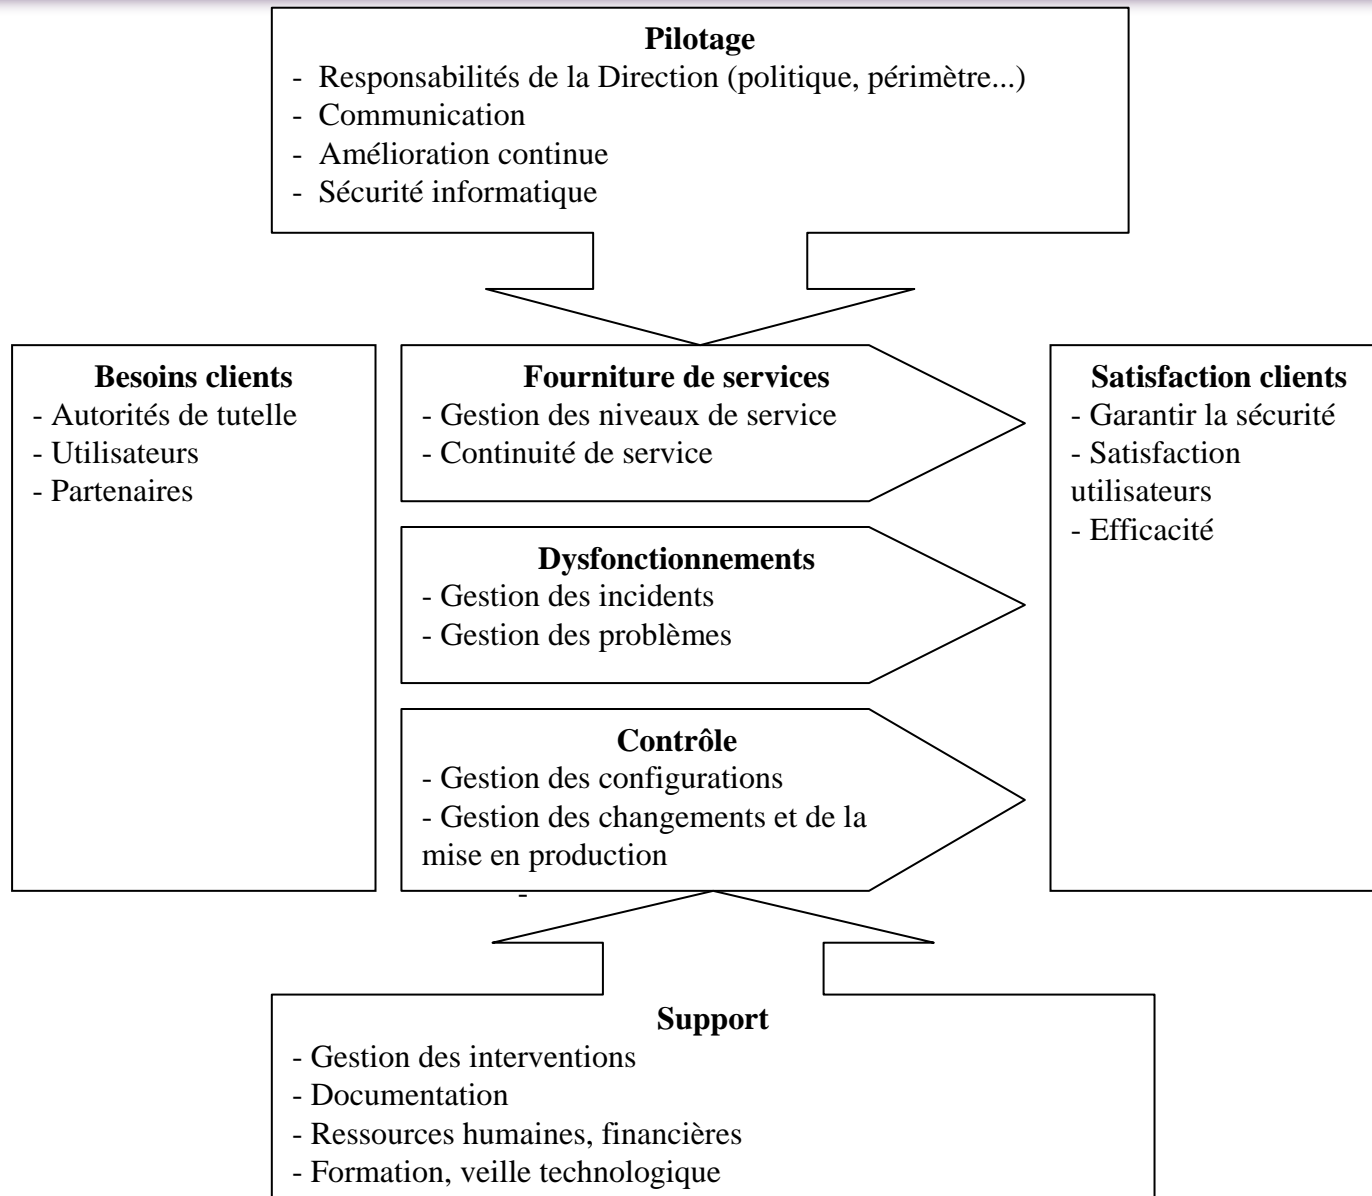 Pilotage
- Responsabilités de la Direction (politique, périmètre...)
- Communication
- Amélioration continue
- Sécurité informatique
Besoins clients
- Autorités de tutelle
- Utilisateurs
- Partenaires
Fourniture de services
- Gestion des niveaux de service
- Continuité de service
Dysfonctionnements
- Gestion des incidents
- Gestion des problèmes
Contrôle
- Gestion des configurations
- Gestion des changements et de la
mise en production
-
Satisfaction clients
- Garantir la sécurité
- Satisfaction
utilisateurs
- Efficacité
Support
- Gestion des interventions
- Documentation
- Ressources humaines, financières
- Formation, veille technologique